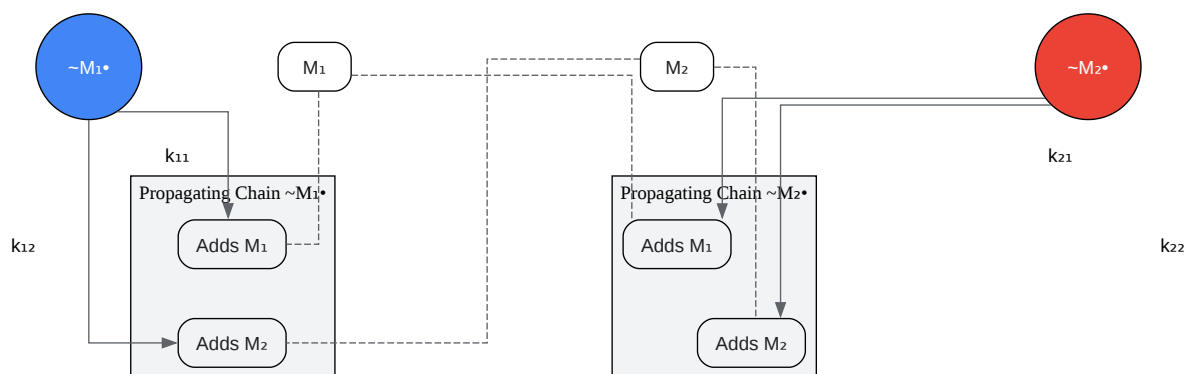 ~M₁•
M₁
M₂
~M₂•
k₁₁
k₂₁
Propagating Chain ~M₁•
Propagating Chain ~M₂•
k₁₂
Adds M₁
Adds M₁
k₂₂
Adds M₂
Adds M₂